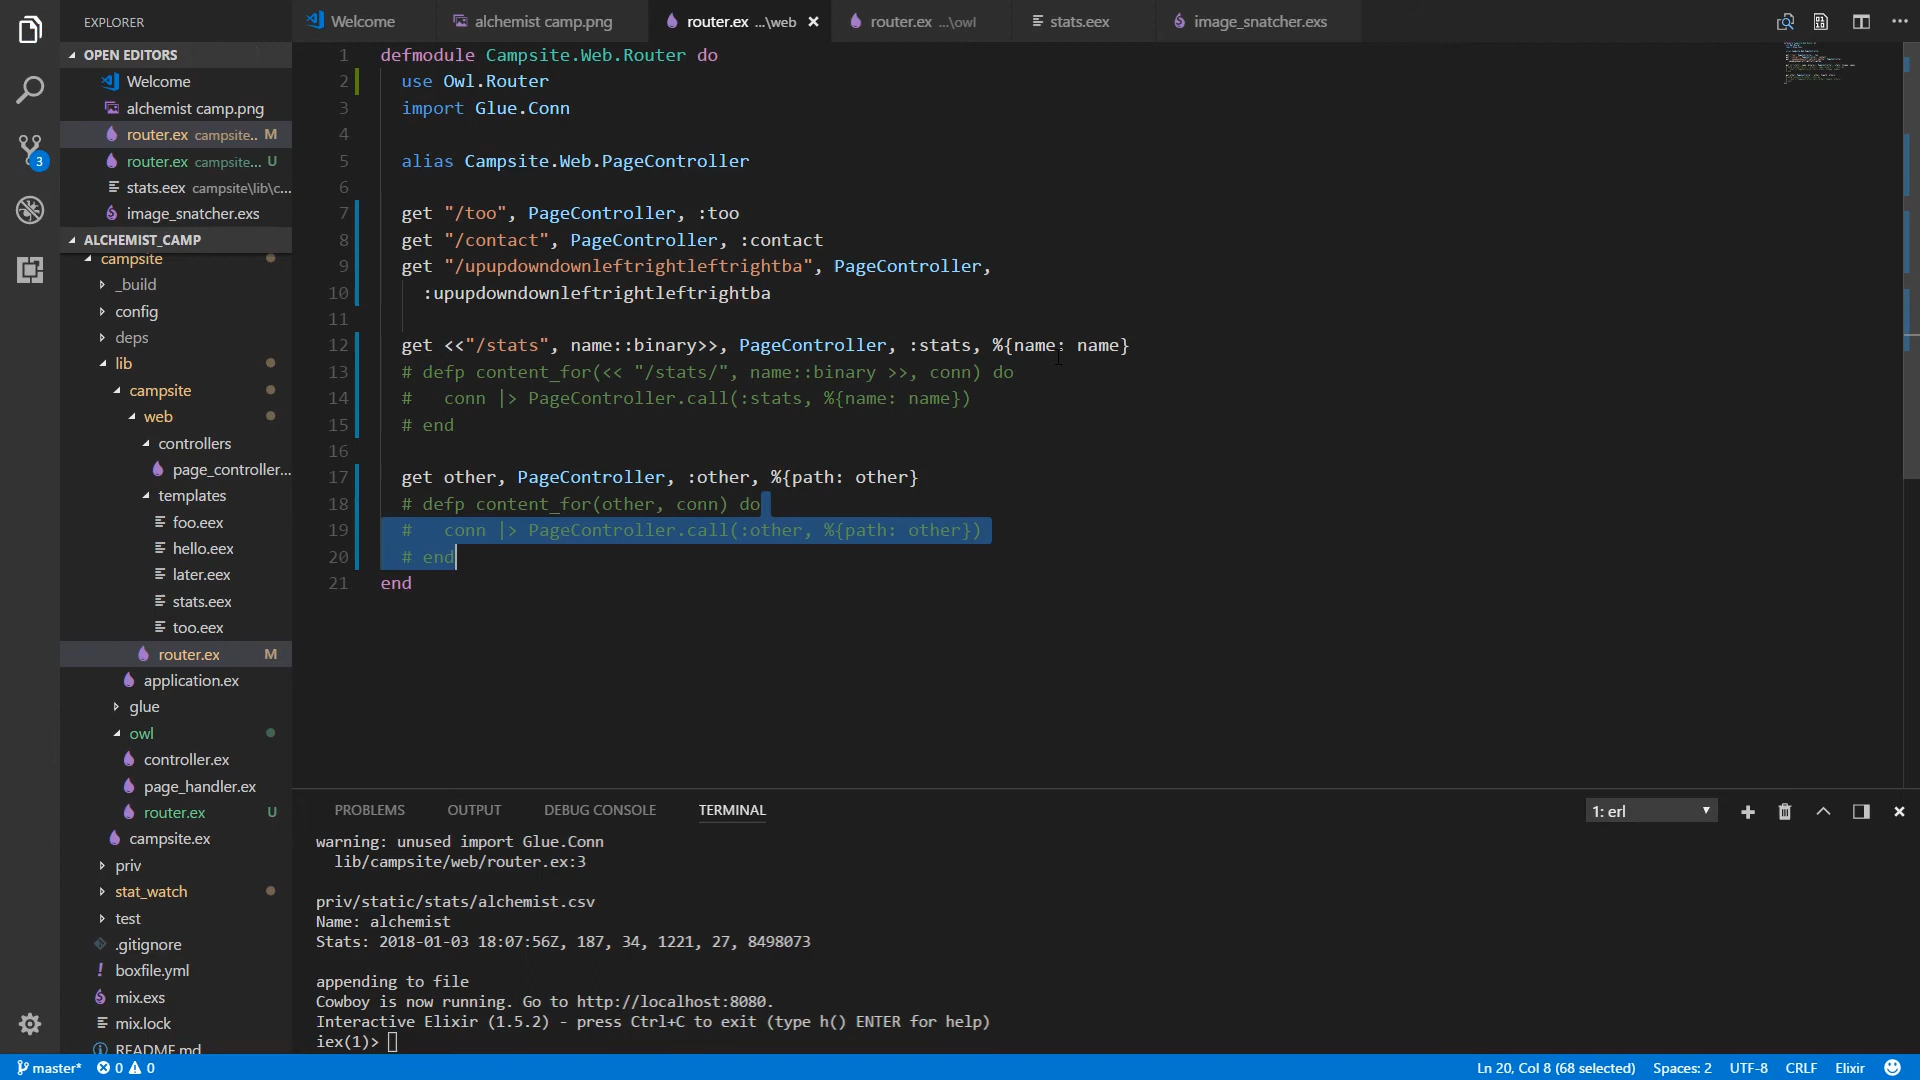 EXPLORER
OPEN EDITORS
Welcome
alchemist camp.png
router.ex campsite.. M
router.ex campsite... U
stats.eex campsite\lib\c...
image_snatcher.exs
3
ALCHEMIST_CAMP
campsite
_build
config
deps
lib
campsite
web
controllers
page_controller...
templates
foo.eex
hello.eex
later.eex
stats.eex
too.eex
router.ex M
application.ex
glue
owl
controller.ex
page_handler.ex
router.ex U
campsite.ex
priv
stat_watch
test
.gitignore
boxfile.yml
mix.exs
mix.lock
README.md
Welcome alchemist camp.png router.ex ...\web router.ex ...\owl stats.eex image_snatcher.exs
1 defmodule Campsite.Web.Router do
2 use Owl.Router
3 import Glue.Conn
4
5 alias Campsite.Web.PageController
6
7 get "/too", PageController, :too
8 get "/contact", PageController, :contact
9 get "/upupdowndownleftrightleftrightba", PageController,
10 :upupdowndownleftrightleftrightba
11
12 get <<"/stats", name::binary>>, PageController, :stats, %{name: name}
13 # defp content_for(<< "/stats/", name::binary >>, conn) do
14 # conn |> PageController.call(:stats, %{name: name})
15 # end
16
17 get other, PageController, :other, %{path: other}
18 # defp content_for(other, conn) do
19 # conn |> PageController.call(:other, %{path: other})
20 # end
21 end
PROBLEMS OUTPUT DEBUG CONSOLE TERMINAL 1: erl
warning: unused import Glue.Conn
lib/campsite/web/router.ex:3
priv/static/stats/alchemist.csv
Name: alchemist
Stats: 2018-01-03 18:07:56Z, 187, 34, 1221, 27, 8498073
appending to file
Cowboy is now running. Go to http://localhost:8080.
Interactive Elixir (1.5.2) - press Ctrl+C to exit (type h() ENTER for help)
iex(1)>
master* 0 0 Ln 20, Col 8 (68 selected) Spaces: 2 UTF-8 CRLF Elixir